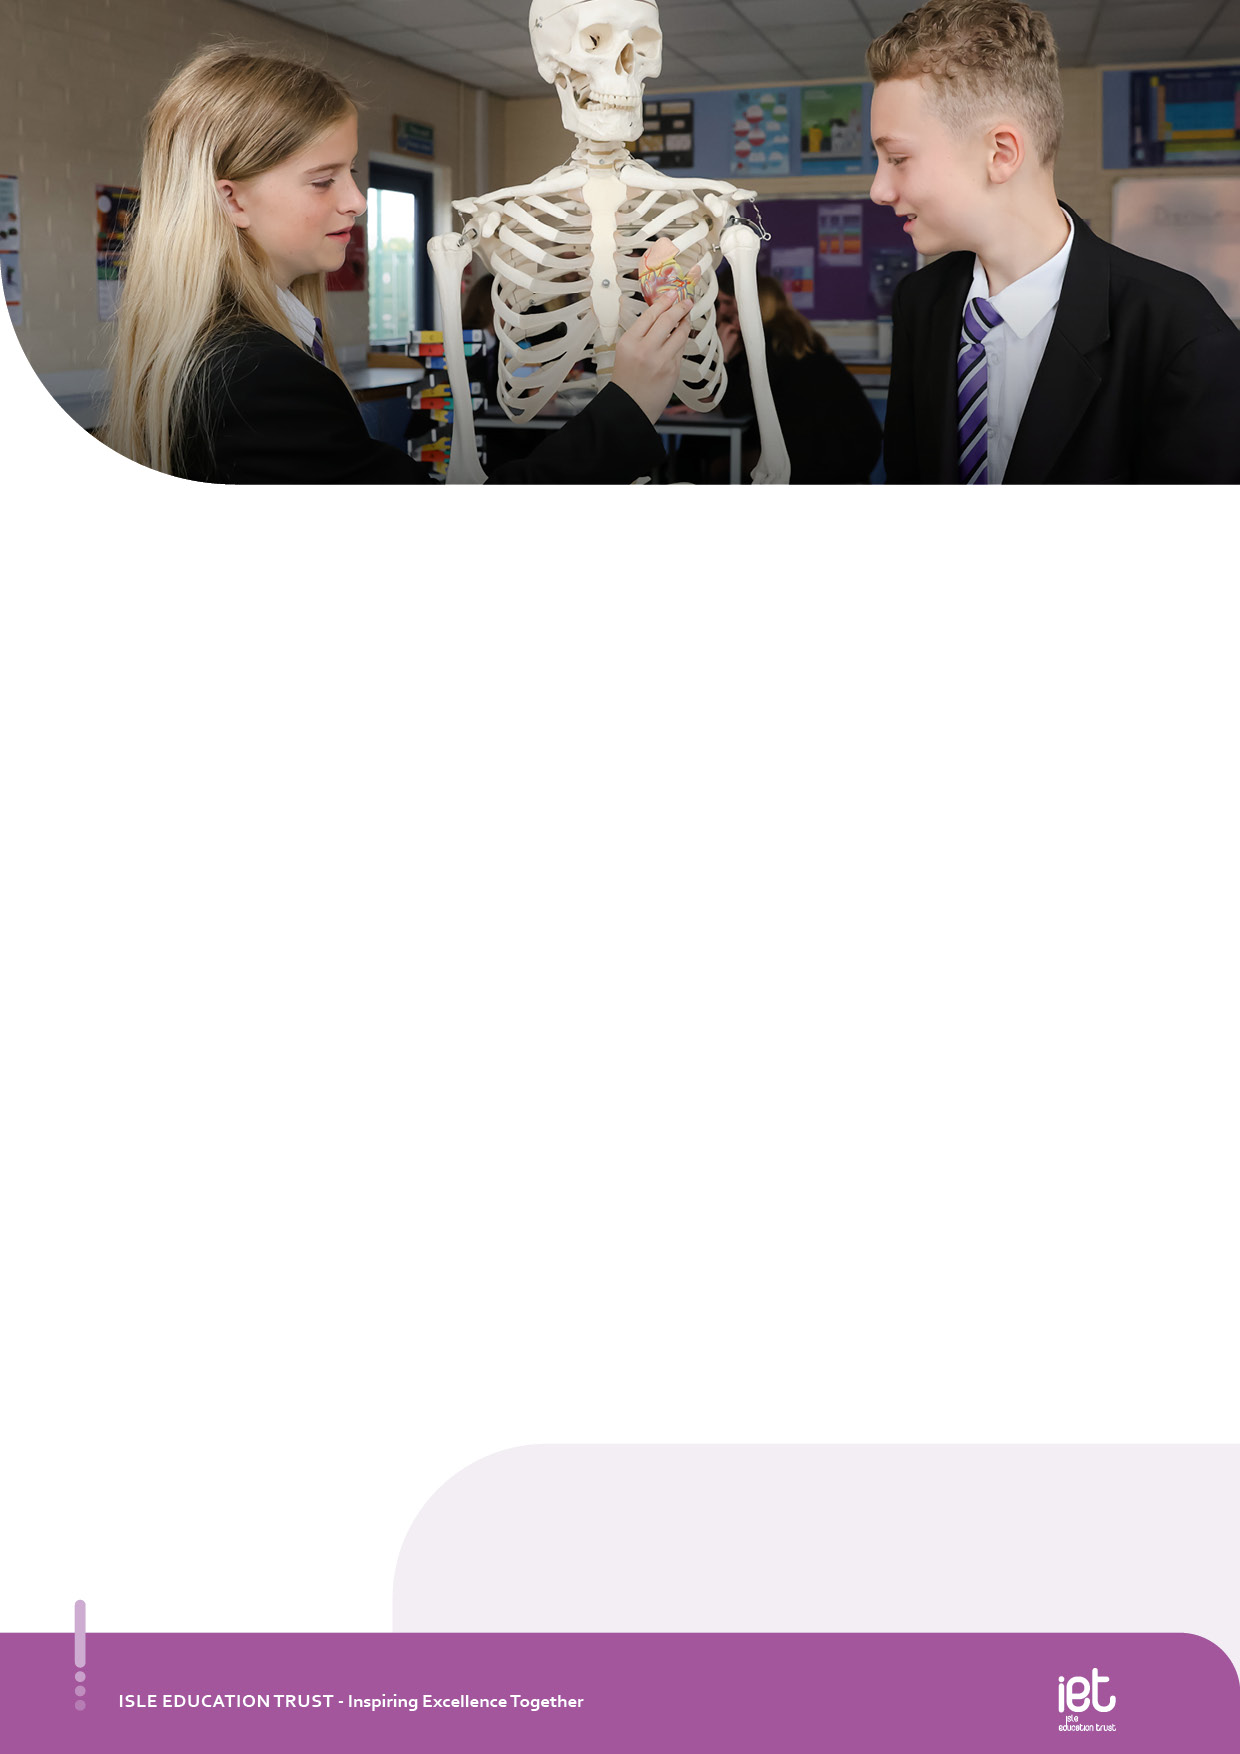 ISLE EDUCATION TRUST - Inspiring Excellence Together
iet
isle
education trust